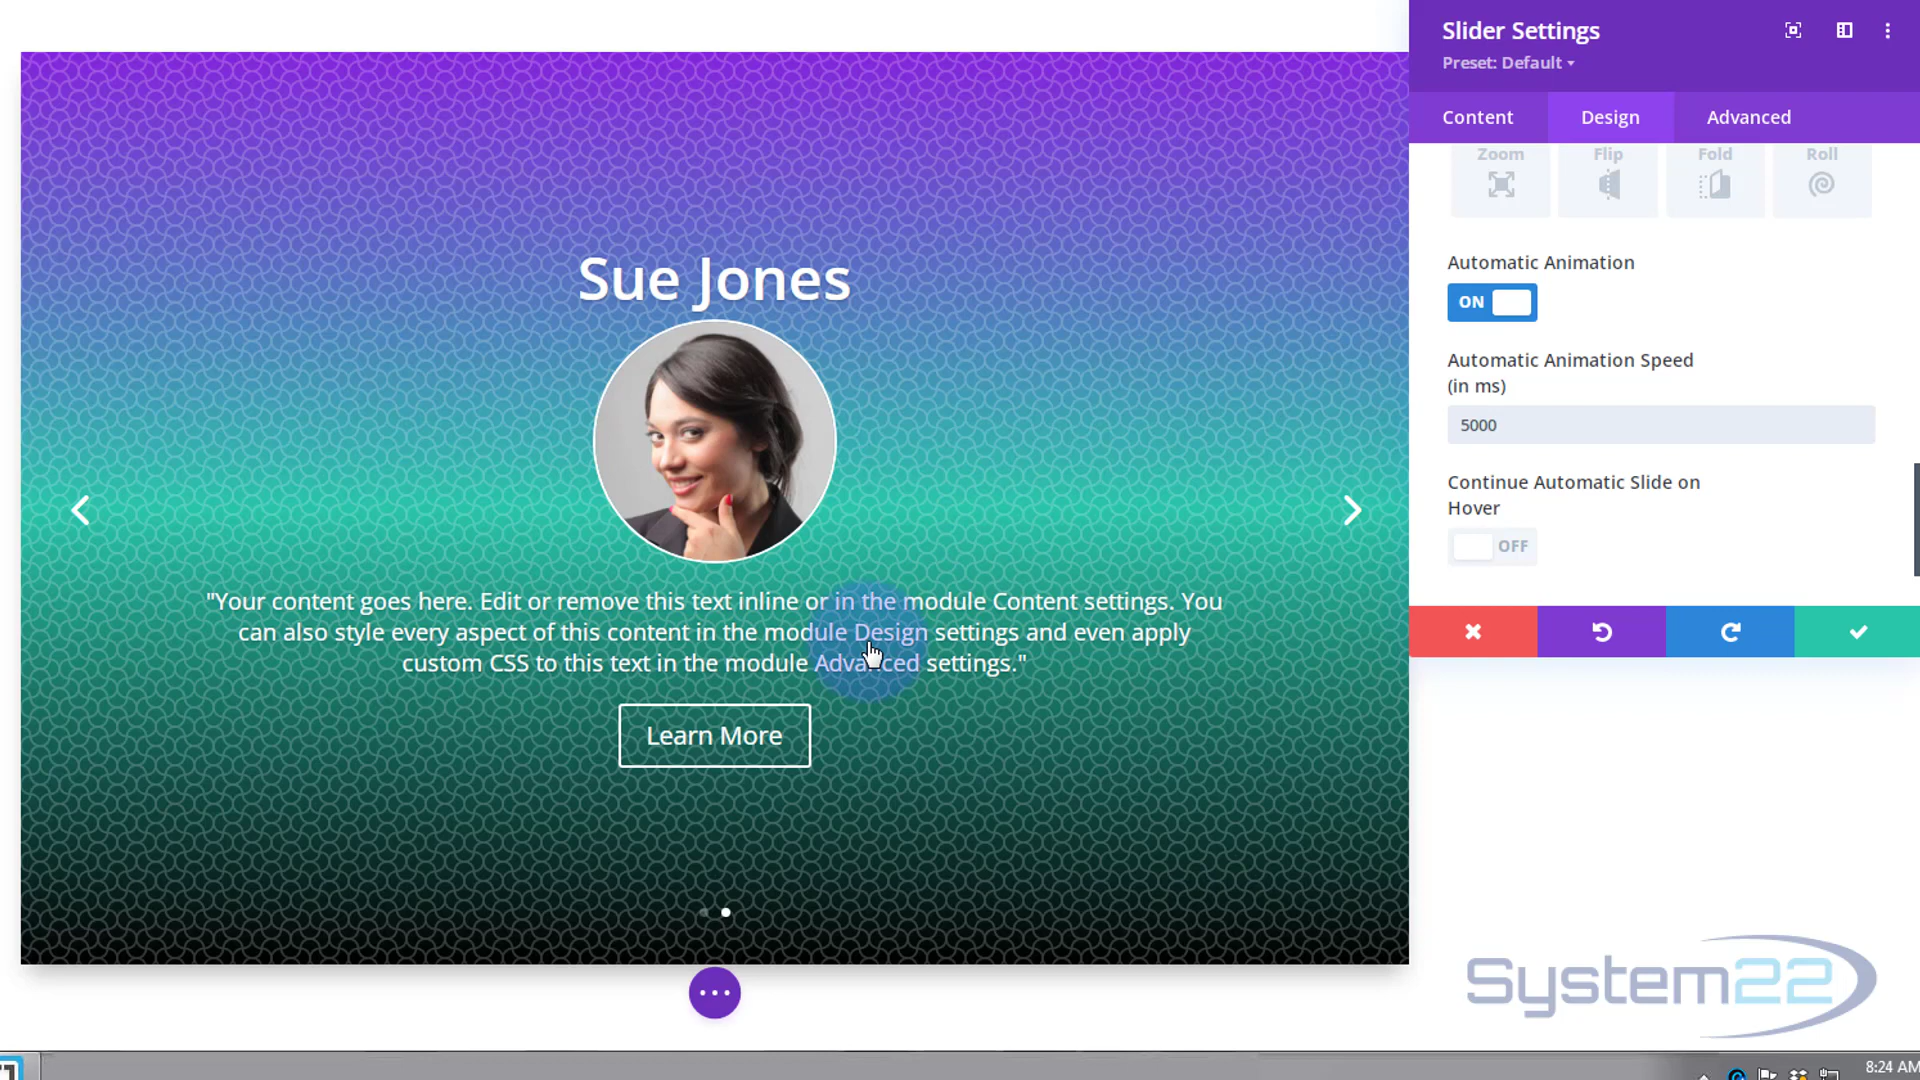 Slider Settings
Preset: Default
Content
Design
Advanced
Zoom
Flip
Fold
Roll
Automatic Animation
ON
Automatic Animation Speed
(in ms)
5000
Continue Automatic Slide on
Hover
OFF
Sue Jones
"Your content goes here. Edit or remove this text inline or in the module Content settings. You
can also style every aspect of this content in the module Design settings and even apply
custom CSS to this text in the module Advanced settings."
Learn More
System22
8:24 AM